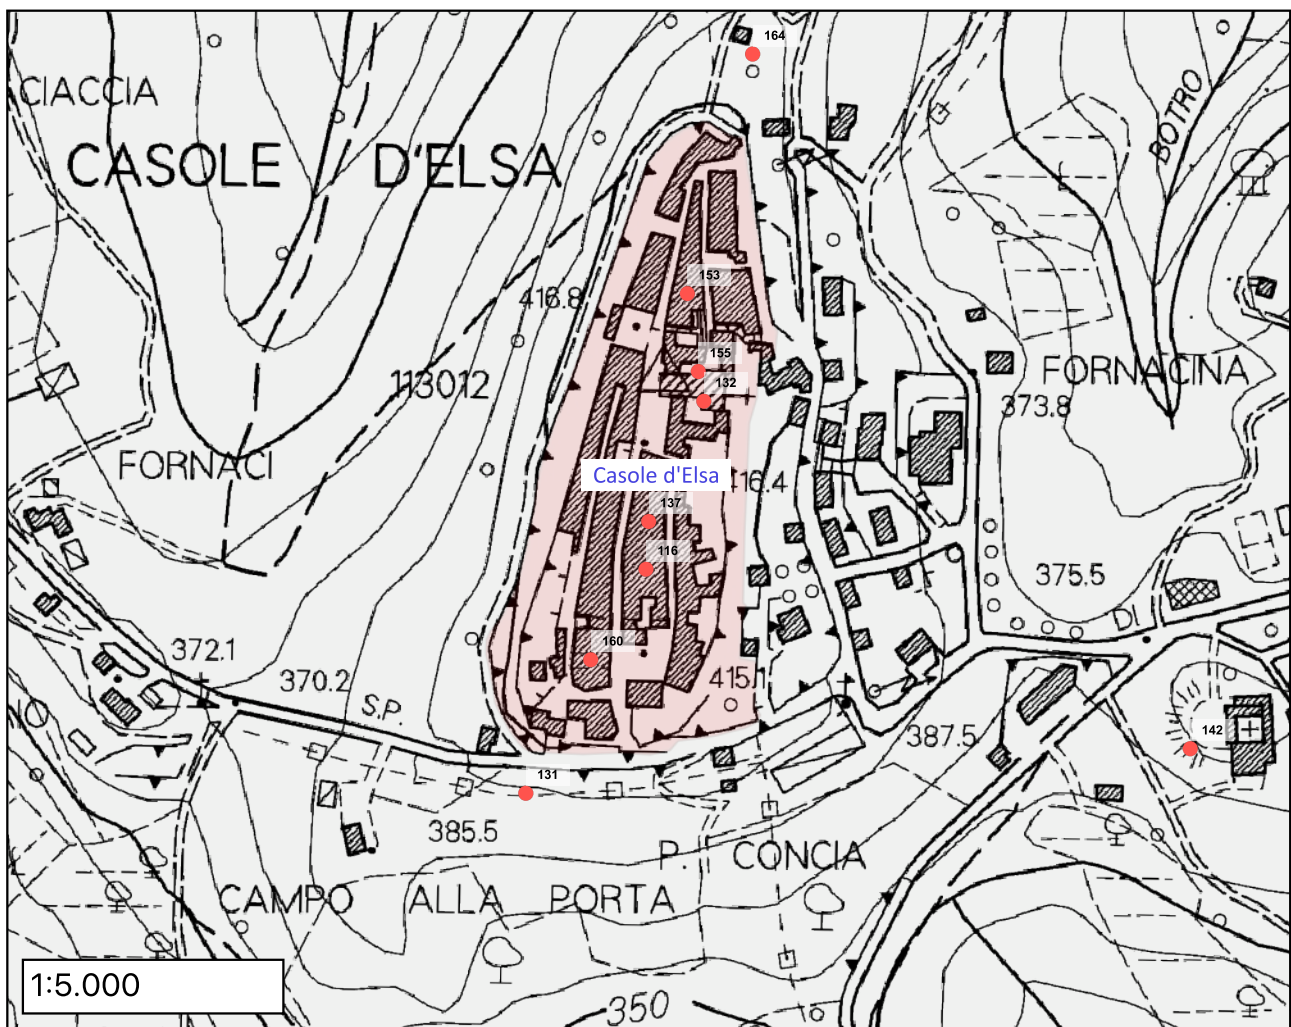 164
CIACCIA
BOTRO
CASOLE D'ELSA
153
416.8
155
132
113012
FORNACINA
373.8
FORNACI
Casole d'Elsa
416.4
137
116
375.5
DI
160
372.1
370.2
415.1
S.P.
NO
387.5
142
131
385.5
P. CONCIA
CAMPO ALLA PORTA
1:5.000
350